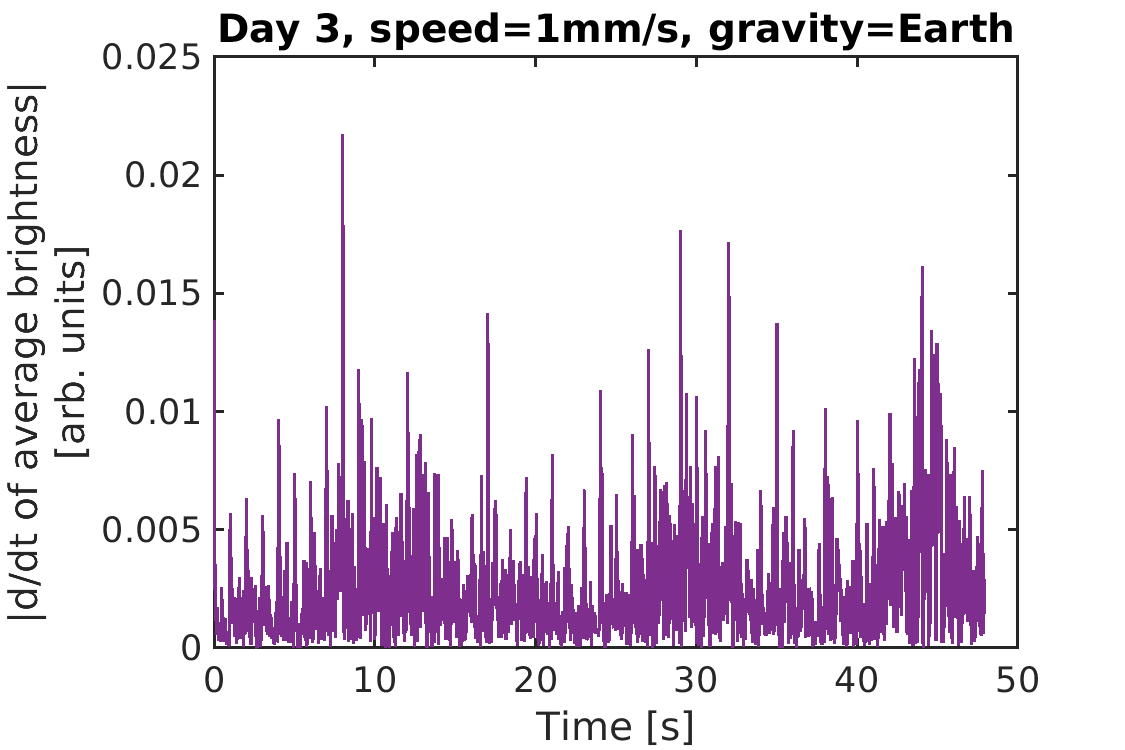 Day 3, speed=1mm/s, gravity=Earth
|d/dt of average brightness|
[arb. units]
0.025
0.02
0.015
0.01
0.005
0
0 10 20 30 40 50
Time [s]